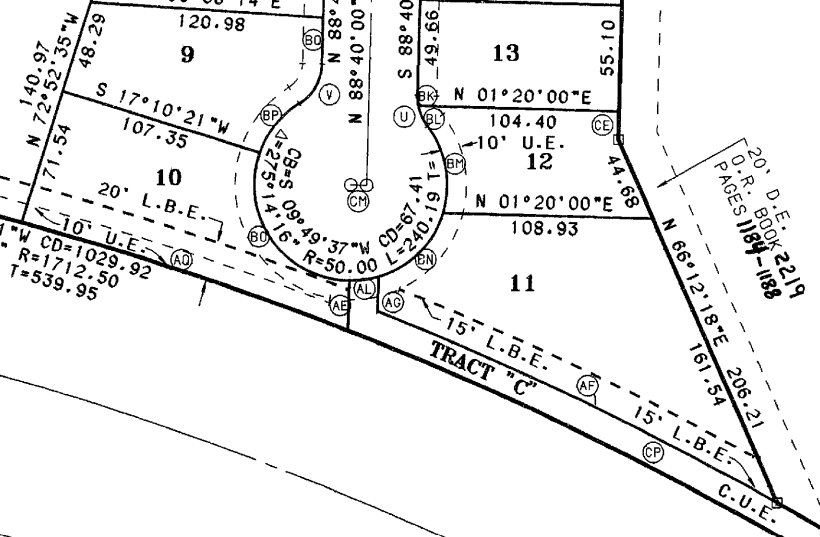 120.98
9
N 72°52'35"W
140.97
48.29
71.54
S 17°10'21"W
107.35
10
20' L.B.E.
10' U.E.
"W CD=1029.92
R=1712.50
T=539.95
AQ
BQ
BP
BO
V
U
N 88°4
N 88°40'00"
S 88°40
49.66
CB=S 09°49'37"W CD=67.41
Δ=275°14'16" R=50.00 L=240.19 T=
CM
BK
BL
BM
BN
AE
AL
AG
13
55.10
N 01°20'00"E
104.40
CE
10' U.E.
12
44.68
N 01°20'00"E
108.93
11
N 66°12'18"E
161.54
206.21
20' D.E.
O.R. BOOK 2219
PAGES 1184-1188
15' L.B.E.
TRACT "C"
AF
15' L.B.E.
CP
C.U.E.